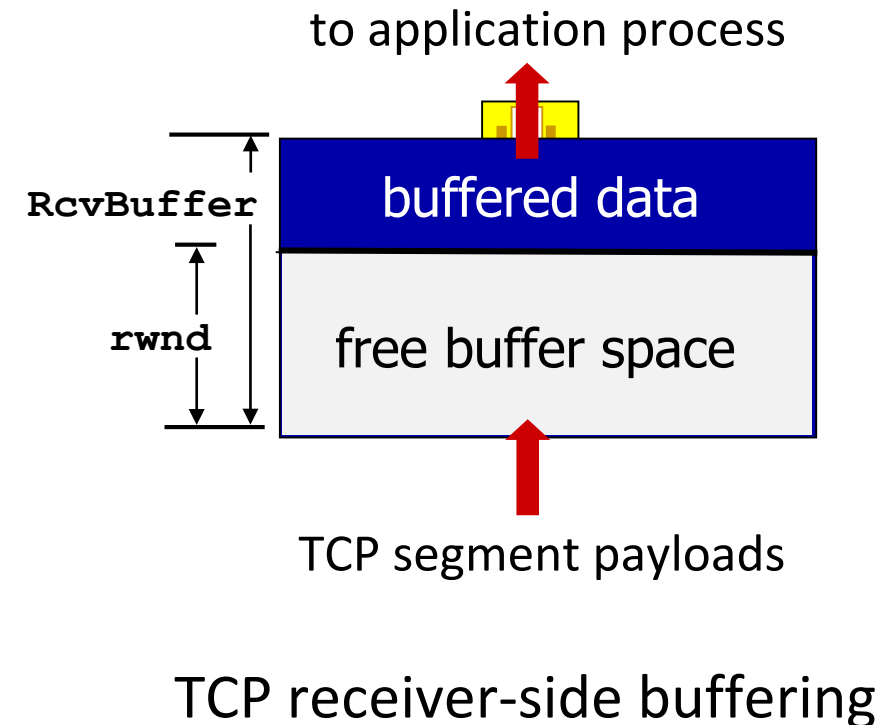 to application process
RcvBuffer
buffered data
rwnd
free buffer space
TCP segment payloads
TCP receiver-side buffering